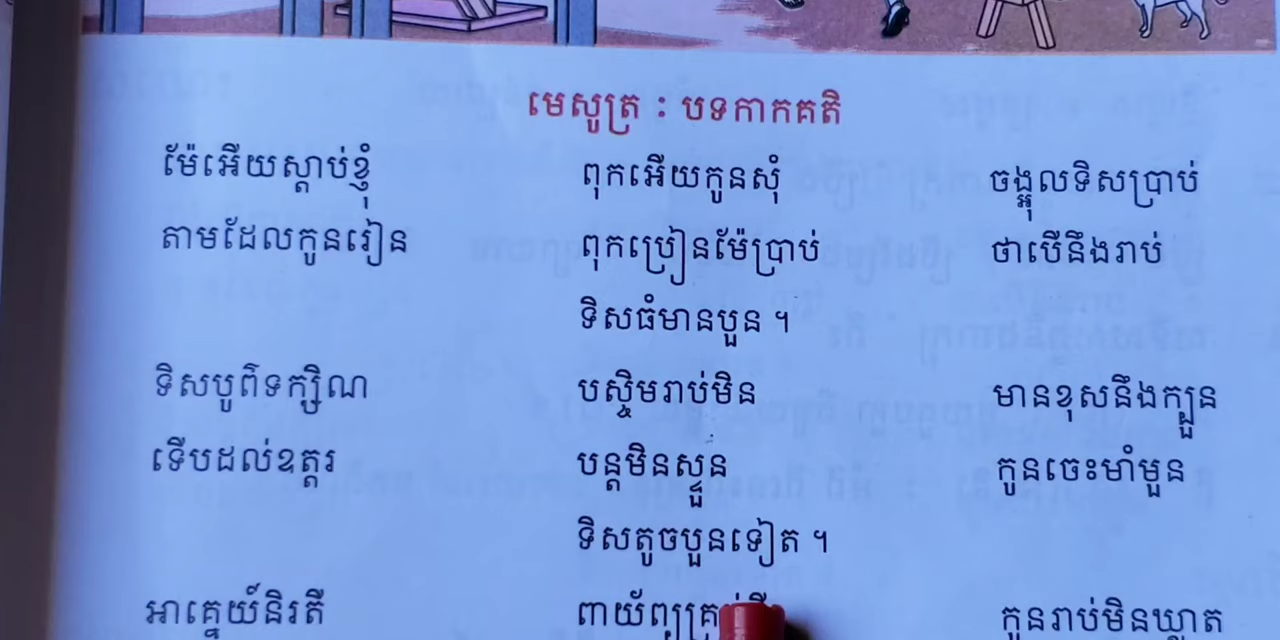 មេសូត្រ ៖ បទកាកគតិ
ម៉ែអើយស្ដាប់ខ្ញុំ ពុកអើយកូនសុំ ចង្អុលទិសប្រាប់
តាមដែលកូនរៀន ពុកប្រៀនម៉ែប្រាប់ ថាបើនឹងរាប់
ទិសធំមានបួន ។
ទិសបូព៌ទក្សិណ បស្ចិមរាប់មិន មានខុសនឹងក្បួន
ទើបដល់ឧត្តរ បន្តមិនស្ទួន កូនចេះមាំមួន
ទិសតូចបួនទៀត ។
អាគ្នេយ៍និរតី ពាយ័ព្យ កូនរាប់មិនឃ្លាត